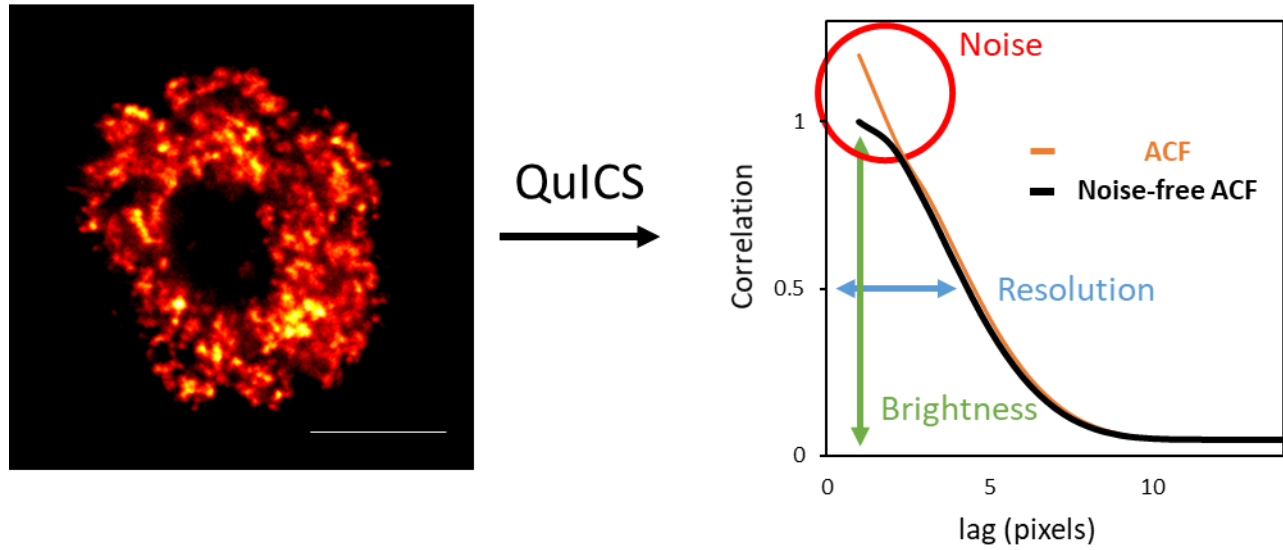 QuICS
Noise
1
ACF
Noise-free ACF
Correlation
0.5
Resolution
Brightness
0
0
5
10
lag (pixels)